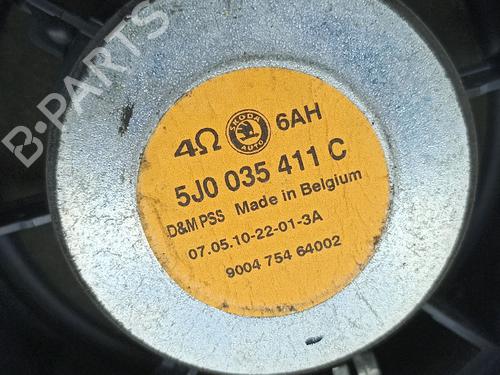 B-PARTS
4Ω SKODA AUTO 6AH
5J0 035 411 C
D&M PSS Made in Belgium
07.05.10-22-01-3A
9004 754 64002